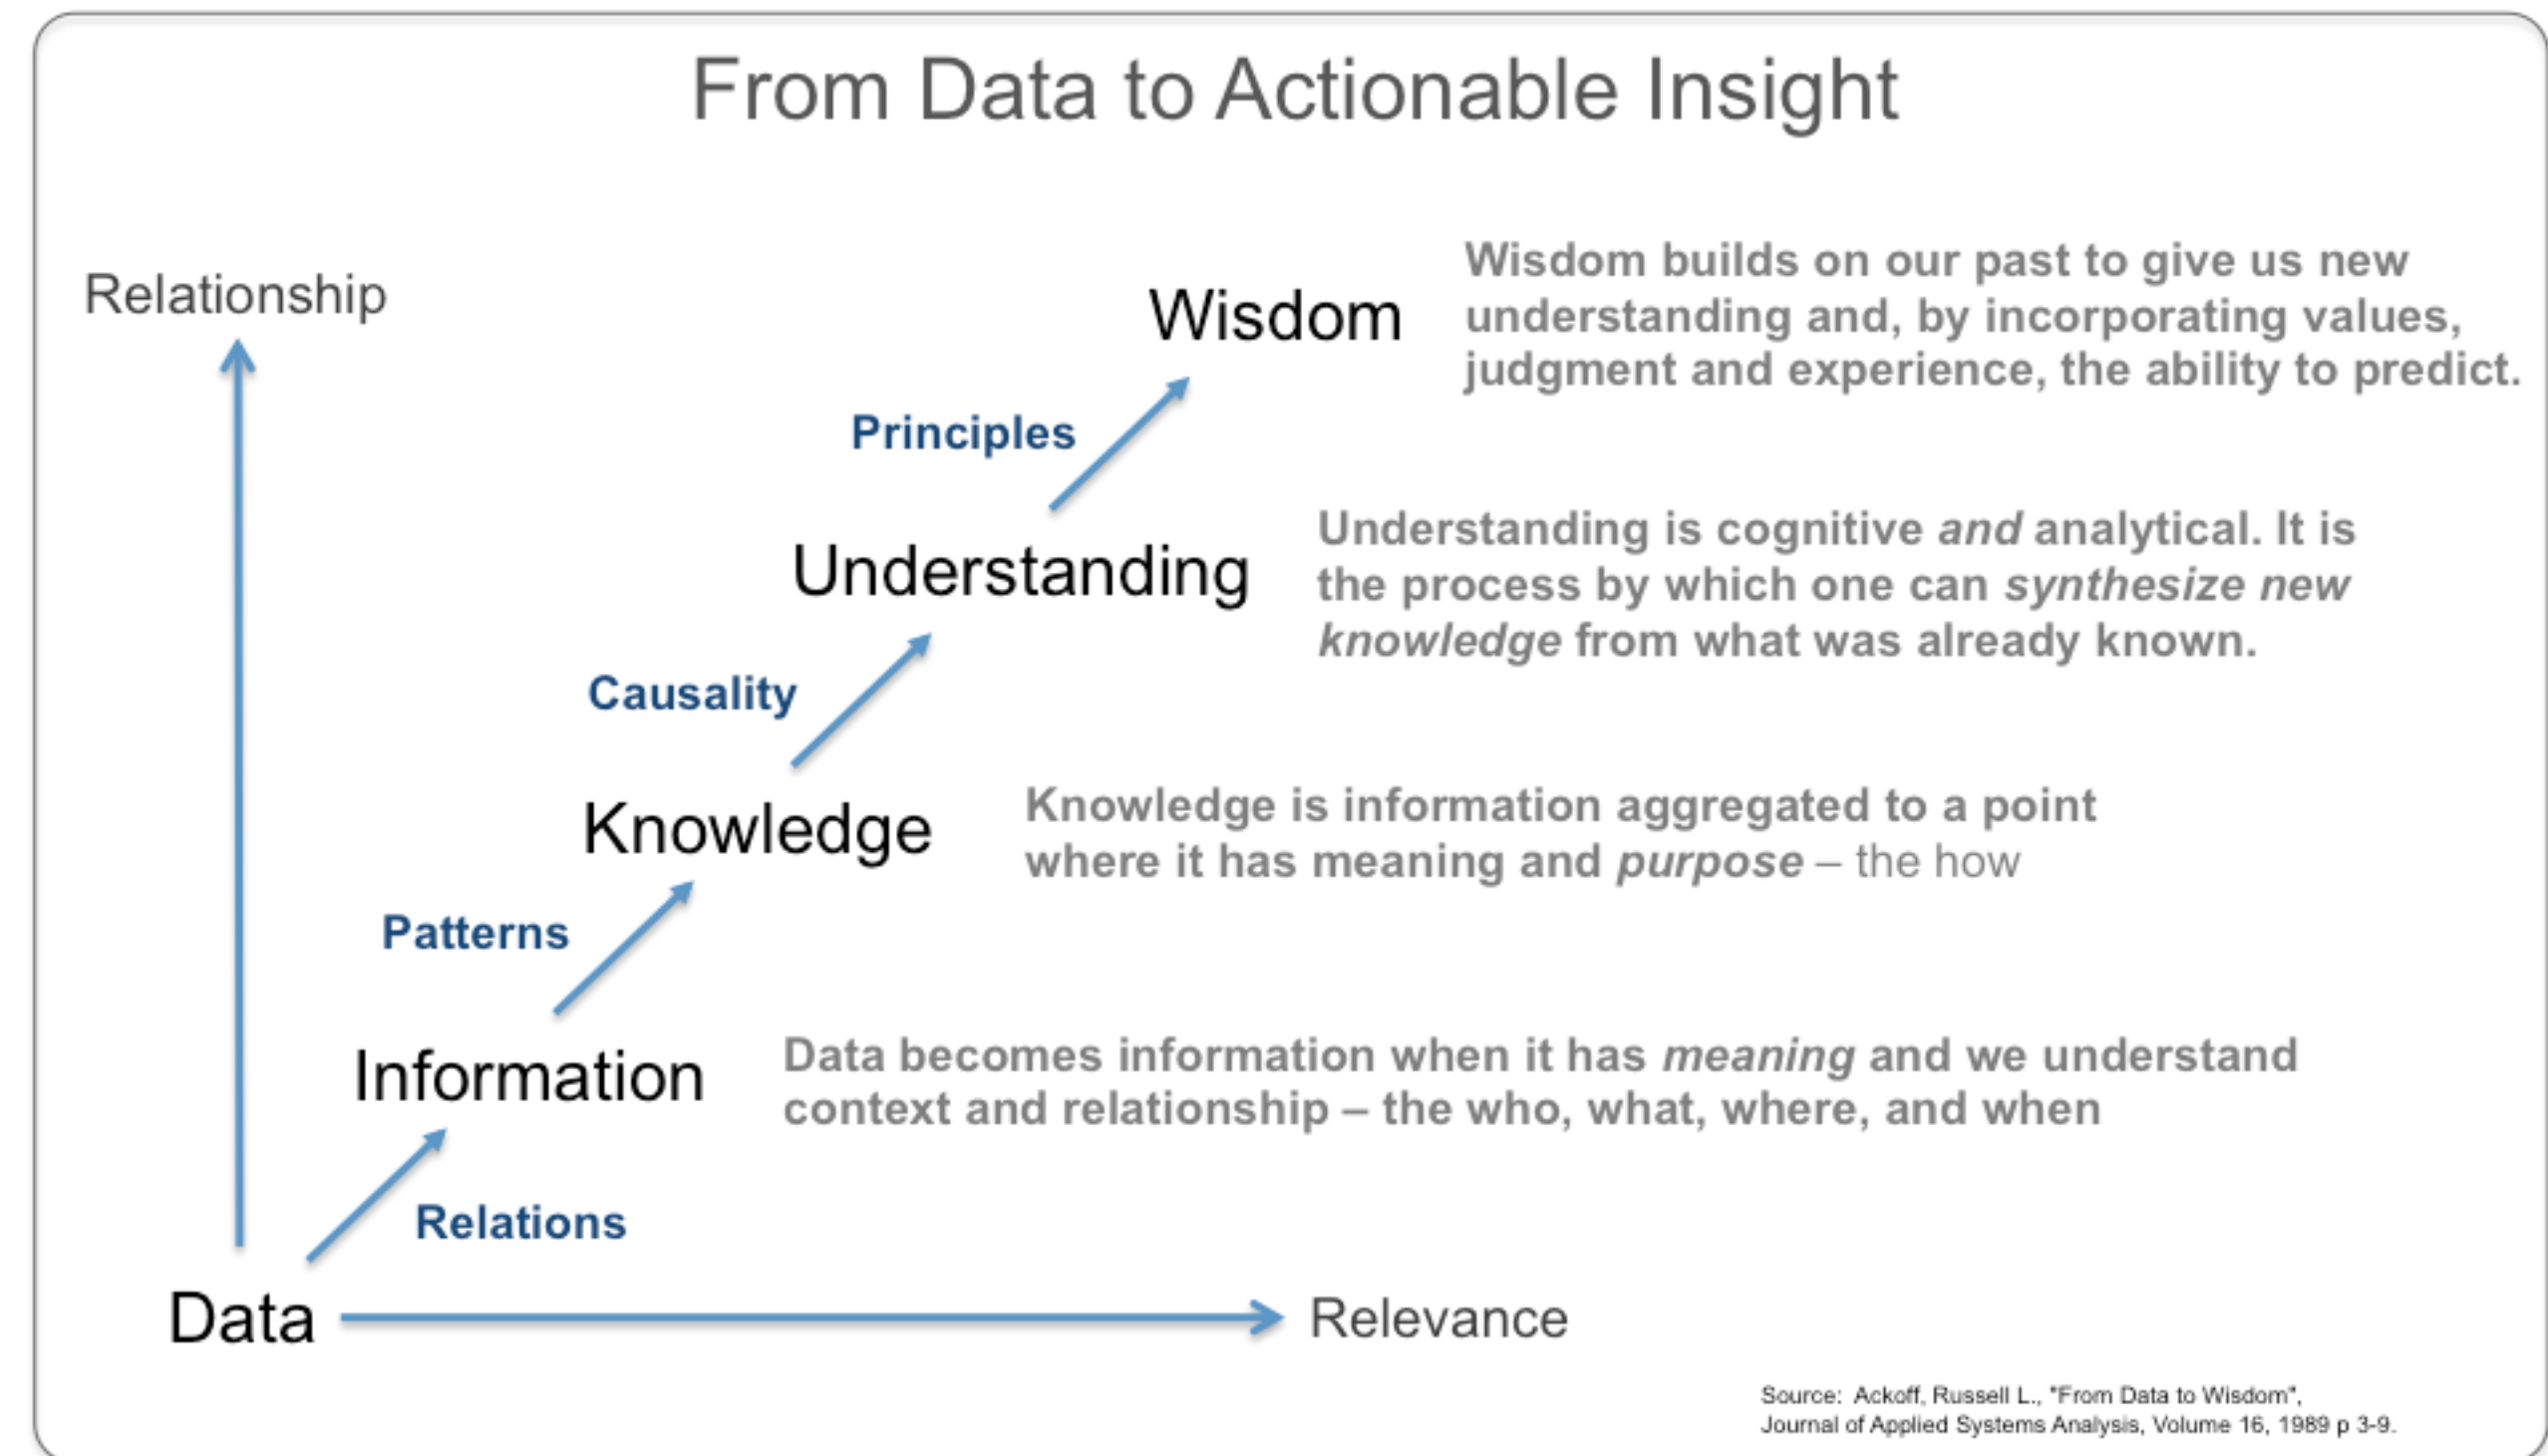 From Data to Actionable Insight
Relationship
Wisdom
Wisdom builds on our past to give us new
understanding and, by incorporating values,
judgment and experience, the ability to predict.
Principles
Understanding
Understanding is cognitive and analytical. It is
the process by which one can synthesize new
knowledge from what was already known.
Causality
Knowledge
Knowledge is information aggregated to a point
where it has meaning and purpose – the how
Patterns
Information
Data becomes information when it has meaning and we understand
context and relationship – the who, what, where, and when
Relations
Data
Relevance
Source:  Ackoff, Russell L., "From Data to Wisdom",
Journal of Applied Systems Analysis, Volume 16, 1989 p 3-9.